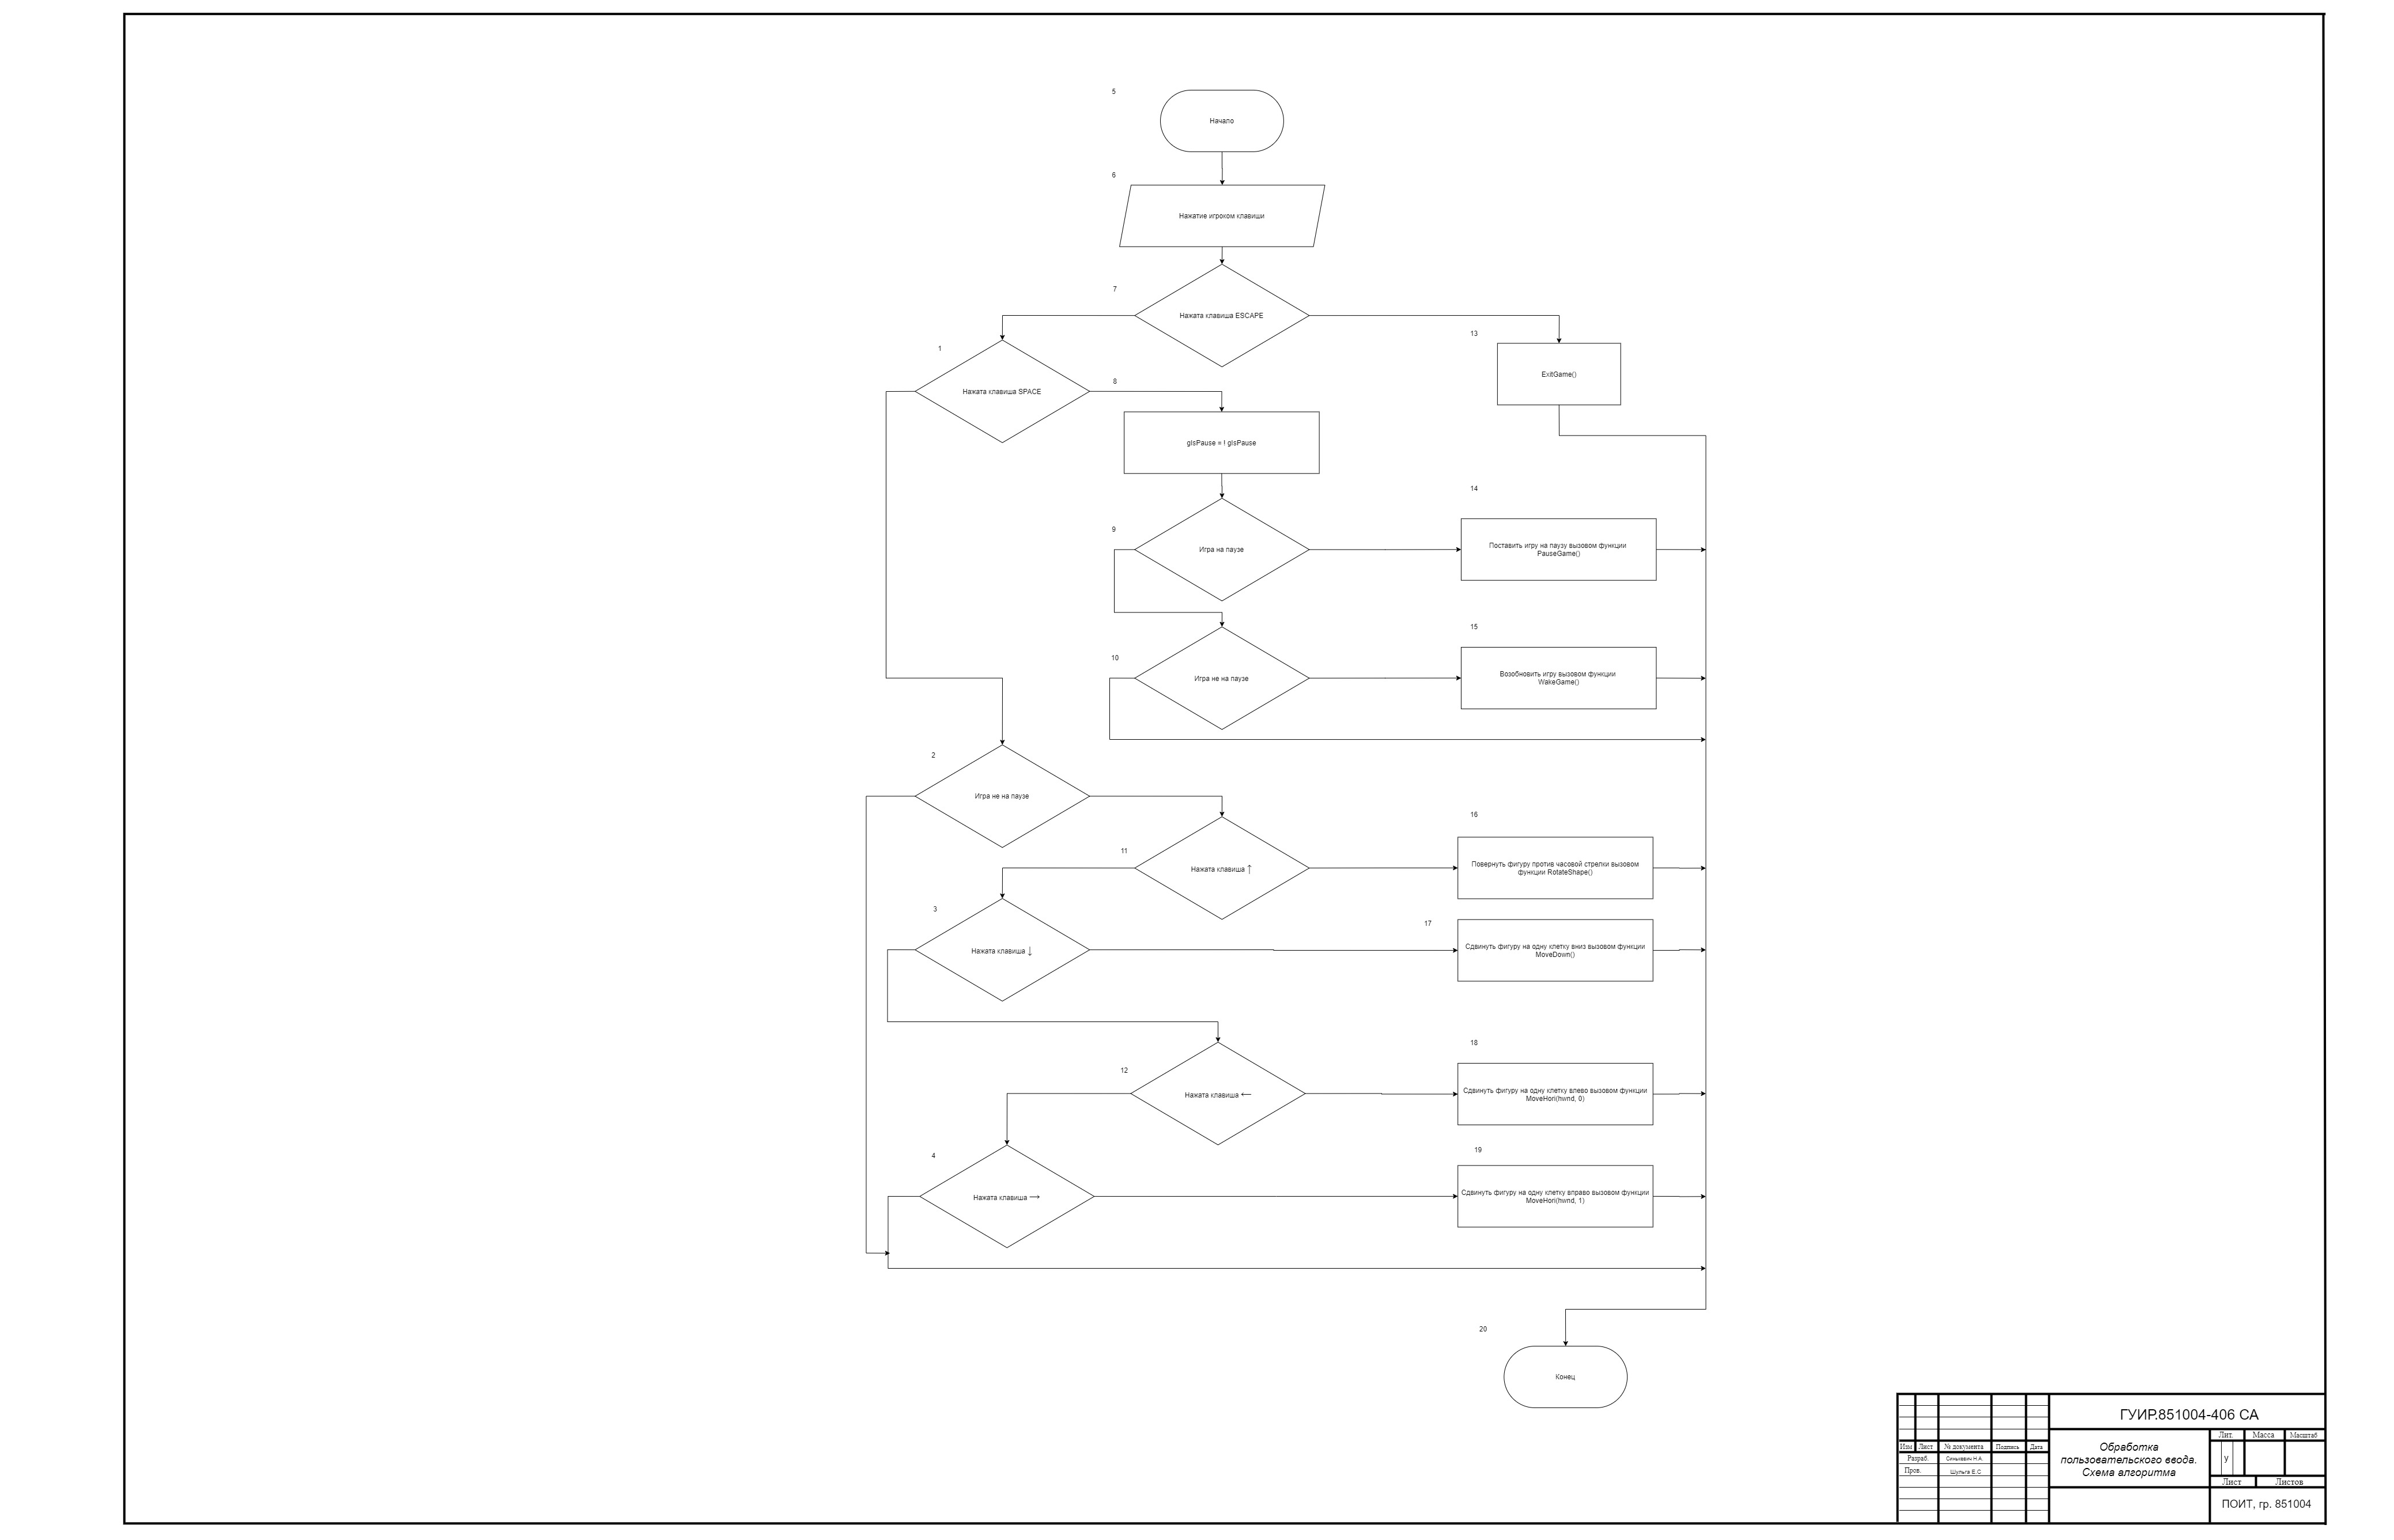 5
Начало
6
Нажатие игроком клавиши
7
Нажата клавиша ESCAPE
13
ExitGame()
1
Нажата клавиша SPACE
8
gIsPause = ! gIsPause
14
9
Игра на паузе
Поставить игру на паузу вызовом функции
PauseGame()
15
10
Игра не на паузе
Возобновить игру вызовом функции
WakeGame()
2
Игра не на паузе
16
11
Нажата клавиша ↑
Повернуть фигуру против часовой стрелки вызовом
функции RotateShape()
3
17
Нажата клавиша ↓
Сдвинуть фигуру на одну клетку вниз вызовом функции
MoveDown()
18
12
Нажата клавиша ←
Сдвинуть фигуру на одну клетку влево вызовом функции
MoveHori(hwnd, 0)
19
4
Нажата клавиша →
Сдвинуть фигуру на одну клетку вправо вызовом функции
MoveHori(hwnd, 1)
20
Конец
ГУИР.851004-406 СА
Лит. Масса Масштаб
Изм Лист № документа Подпись Дата
Обработка
пользовательского ввода.
Схема алгоритма
Разраб. Синкевич Н.А.
у
Пров. Шульга Е.С
Лист Листов
ПОИТ, гр. 851004